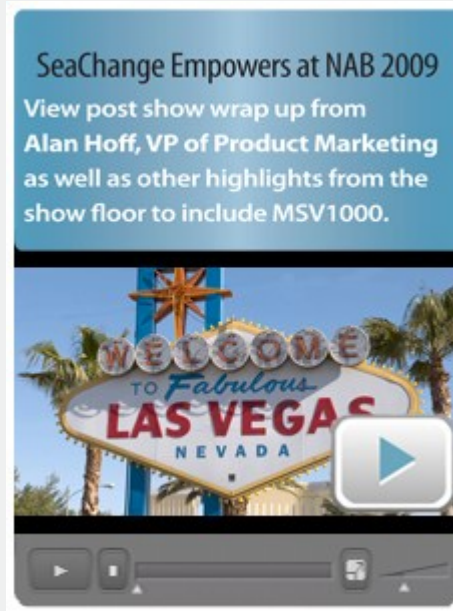 SeaChange Empowers at NAB 2009
View post show wrap up from
Alan Hoff, VP of Product Marketing
as well as other highlights from the
show floor to include MSV1000.
WELCOME
TO Fabulous
LAS VEGAS
NEVADA